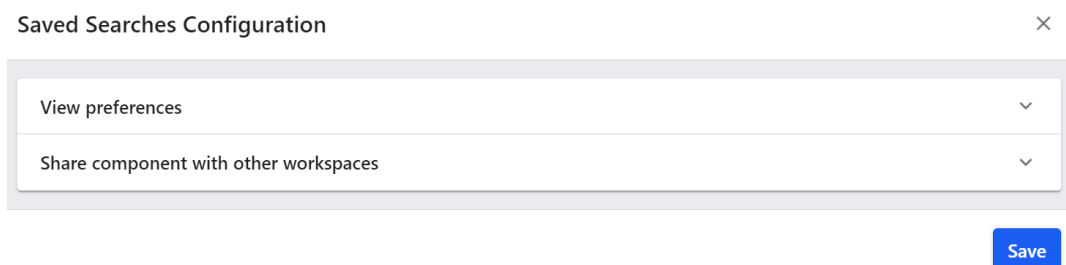 Saved Searches Configuration
View preferences
Share component with other workspaces
Save